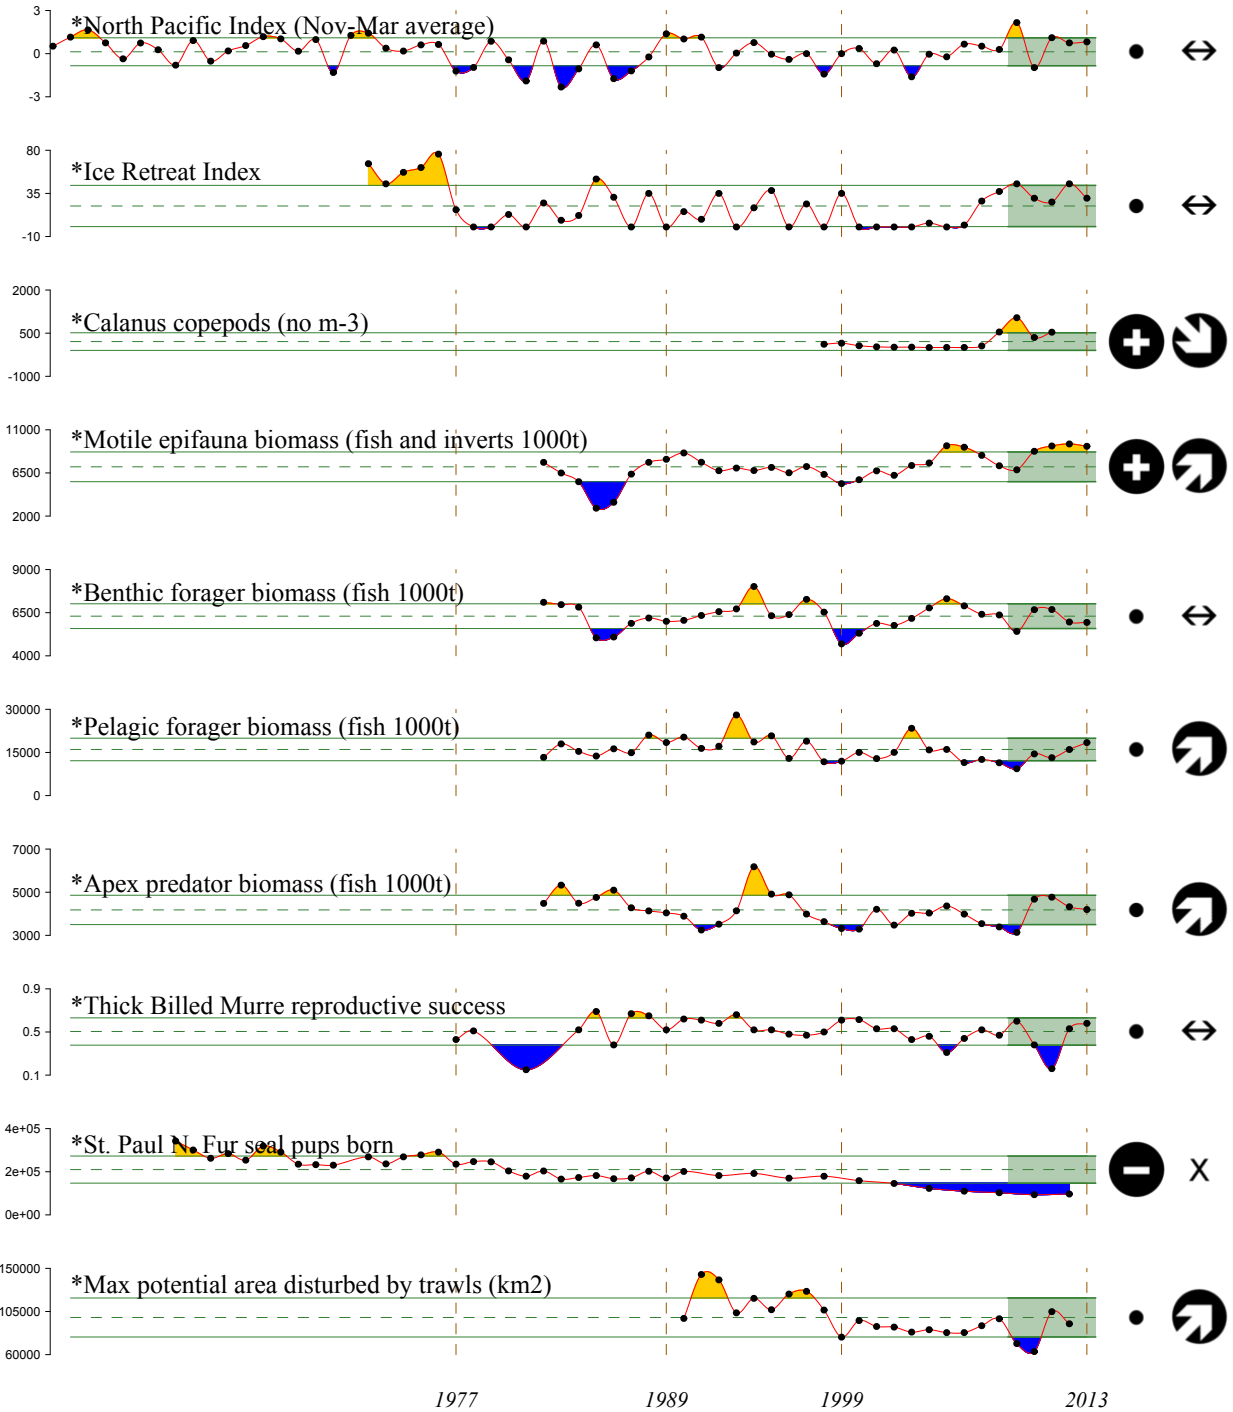 *North Pacific Index (Nov-Mar average)
3
0
-3
*Ice Retreat Index
80
35
-10
*Calanus copepods (no m-3)
2000
500
-1000
*Motile epifauna biomass (fish and inverts 1000t)
11000
6500
2000
*Benthic forager biomass (fish 1000t)
9000
6500
4000
*Pelagic forager biomass (fish 1000t)
30000
15000
0
*Apex predator biomass (fish 1000t)
7000
5000
3000
*Thick Billed Murre reproductive success
0.9
0.5
0.1
*St. Paul N. Fur seal pups born
4e+05
2e+05
0e+00
X
*Max potential area disturbed by trawls (km2)
150000
105000
60000
1977 1989 1999 2013